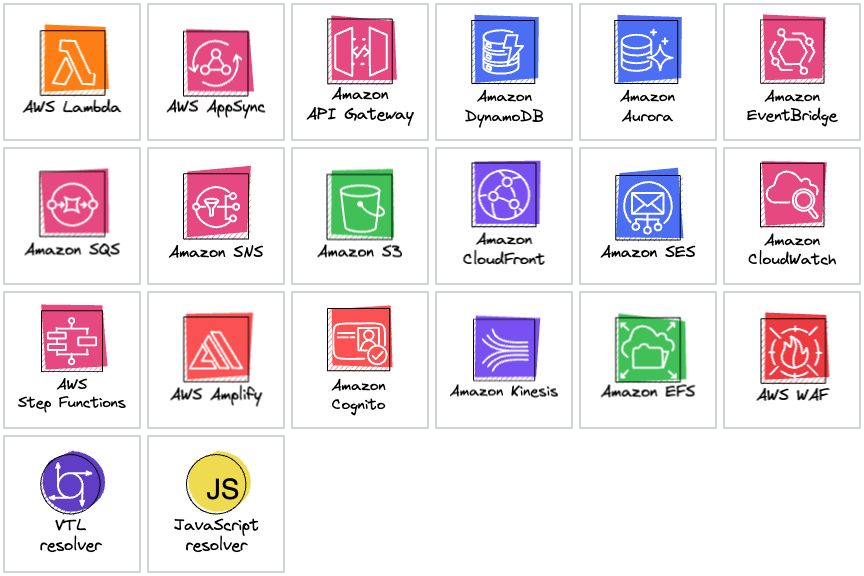 AWS Lambda
AWS AppSync
Amazon
API Gateway
Amazon
DynamoDB
Amazon
Aurora
Amazon
EventBridge
Amazon SQS
Amazon SNS
Amazon S3
Amazon
CloudFront
Amazon SES
Amazon
CloudWatch
AWS
Step Functions
AWS Amplify
Amazon
Cognito
Amazon Kinesis
Amazon EFS
AWS WAF
VTL
resolver
JS
JavaScript
resolver